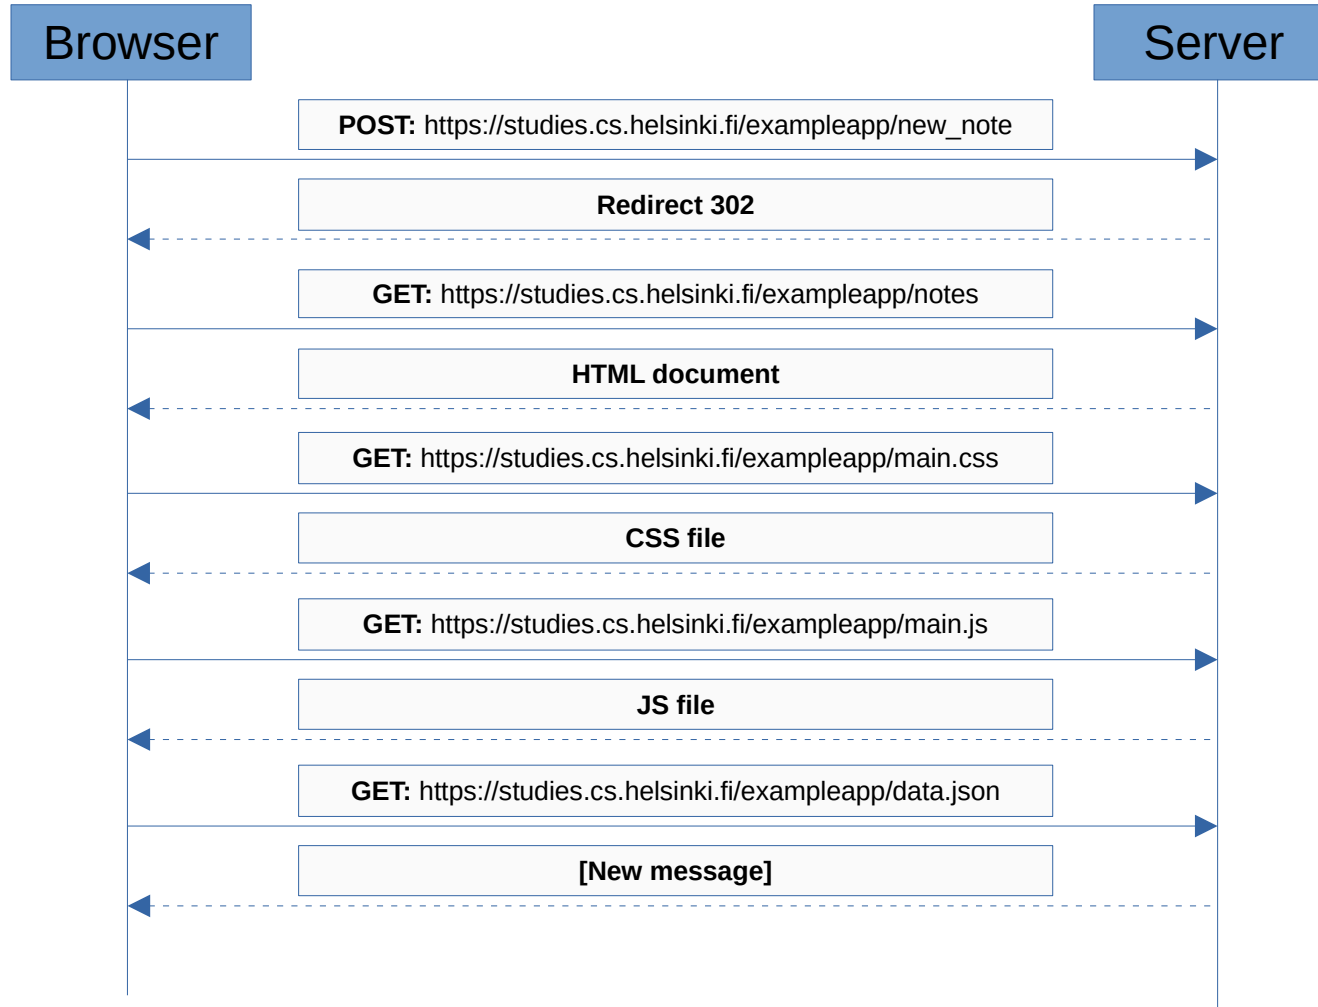 Browser
Server
POST: https://studies.cs.helsinki.fi/exampleapp/new_note
Redirect 302
GET: https://studies.cs.helsinki.fi/exampleapp/notes
HTML document
GET: https://studies.cs.helsinki.fi/exampleapp/main.css
CSS file
GET: https://studies.cs.helsinki.fi/exampleapp/main.js
JS file
GET: https://studies.cs.helsinki.fi/exampleapp/data.json
[New message]